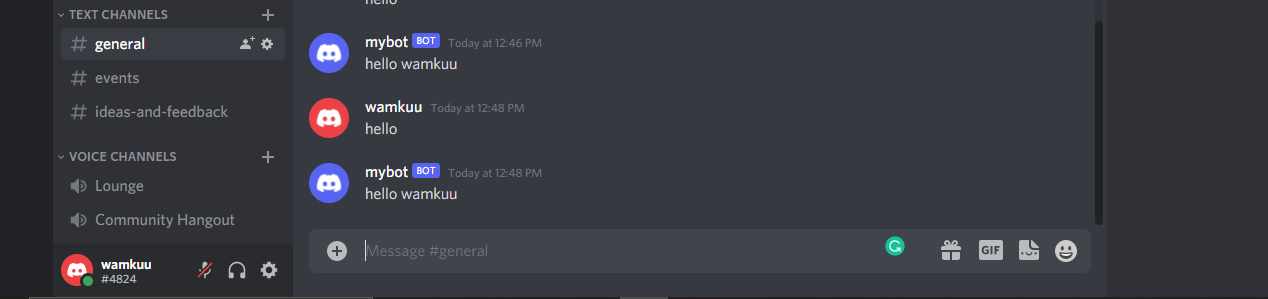 TEXT CHANNELS
general
events
ideas-and-feedback
VOICE CHANNELS
Lounge
Community Hangout
wamkuu
#4824
hello
mybot BOT Today at 12:46 PM
hello wamkuu
wamkuu Today at 12:48 PM
hello
mybot BOT Today at 12:48 PM
hello wamkuu
Message #general
GIF